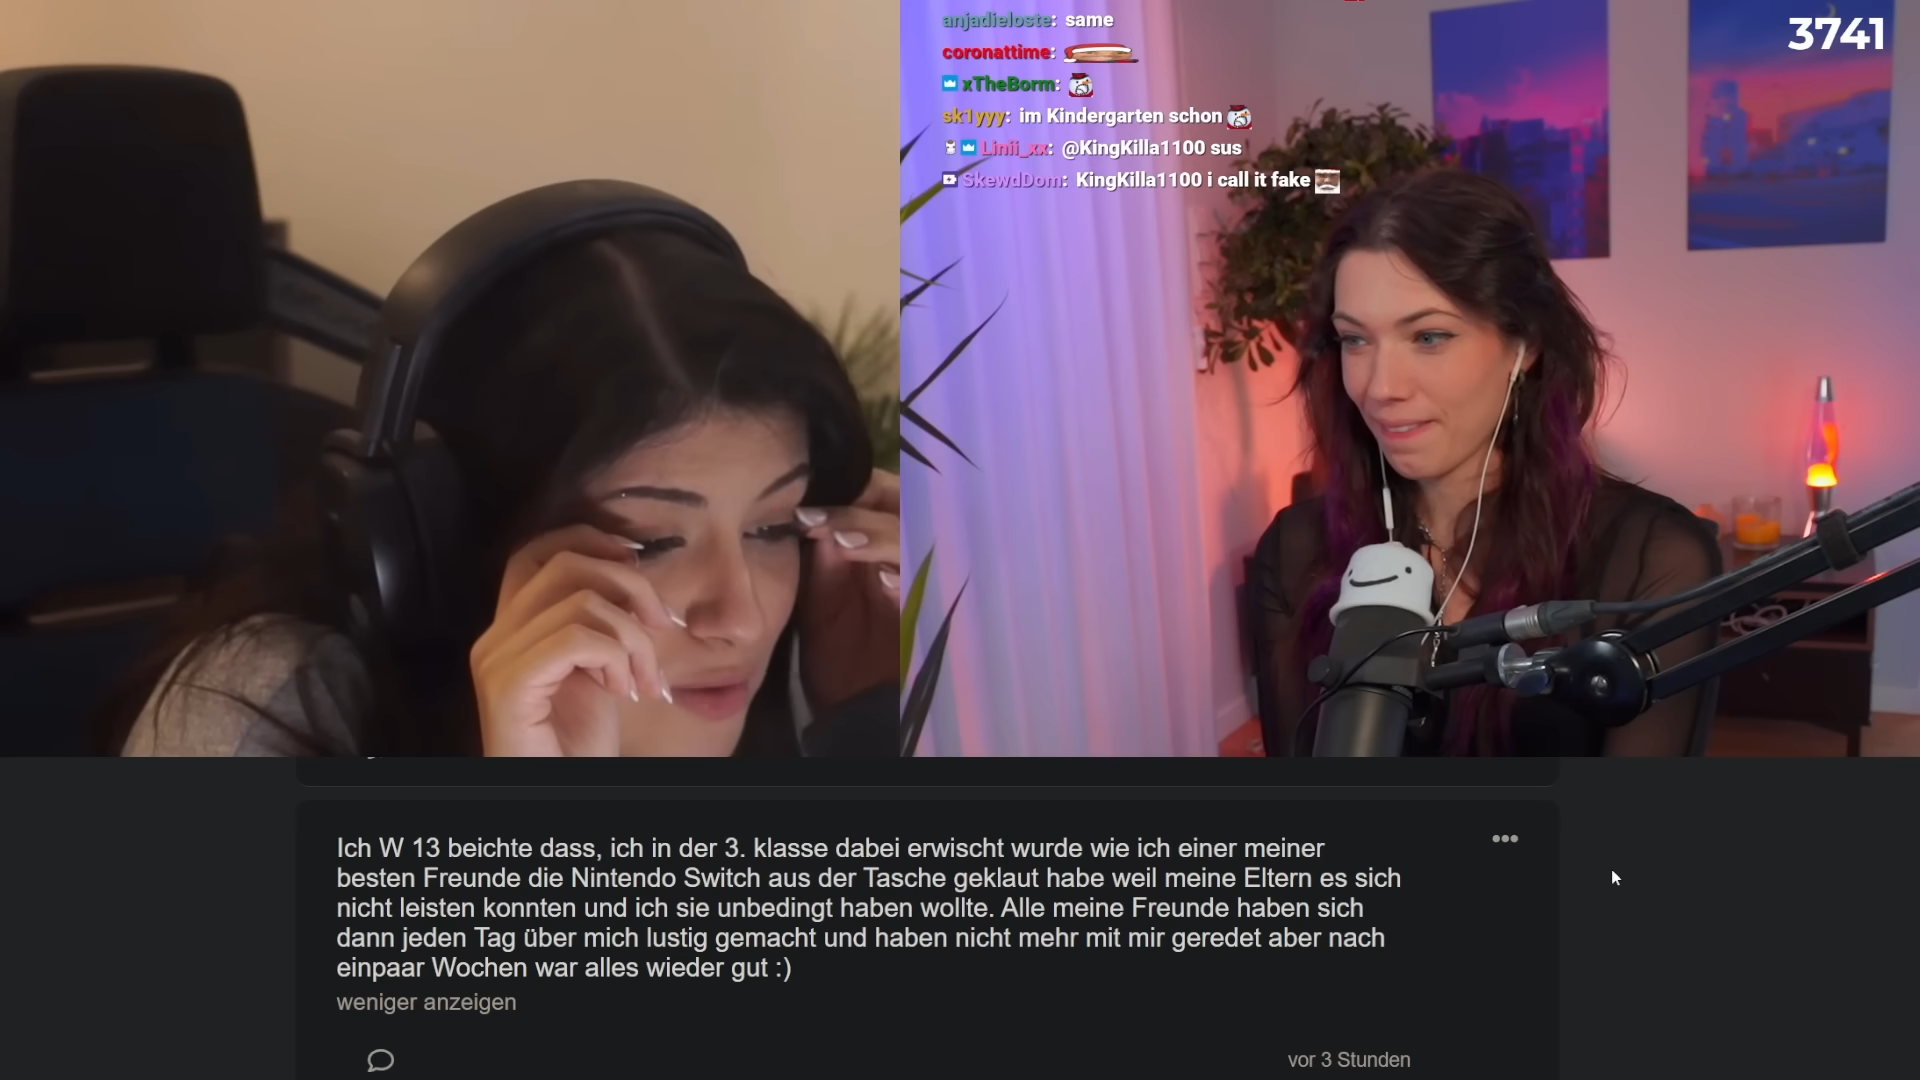 anjadieloste: same
3741
coronattime:
xTheBorm:
sk1yyy: im Kindergarten schon
Linii_xx: @KingKilla1100 sus
SkewdDom: KingKilla1100 i call it fake
Ich W 13 beichte dass, ich in der 3. klasse dabei erwischt wurde wie ich einer meiner
besten Freunde die Nintendo Switch aus der Tasche geklaut habe weil meine Eltern es sich
nicht leisten konnten und ich sie unbedingt haben wollte. Alle meine Freunde haben sich
dann jeden Tag über mich lustig gemacht und haben nicht mehr mit mir geredet aber nach
einpaar Wochen war alles wieder gut :)
weniger anzeigen
vor 3 Stunden